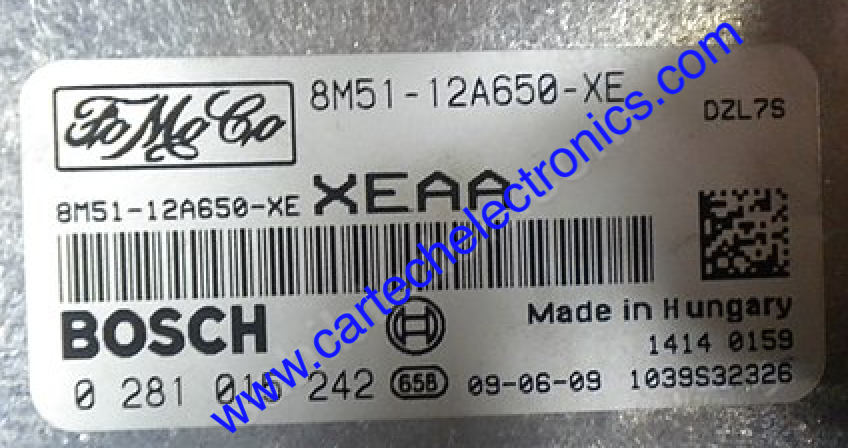 FoMoCo
8M51-12A650-XE
DZL7S
8M51-12A650-XE XEAA
BOSCH
Made in Hungary
1414 0159
0 281 015 242 658 09-06-09 1039S32326
www.cartechelectronics.com